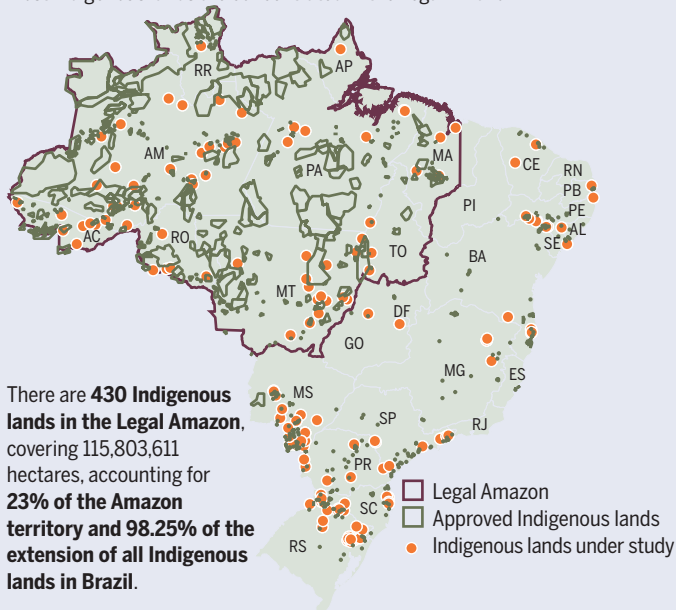 RR
AP
AM
PA
MA
CE
RN
PB
PE
AL
SE
PI
AC
RO
TO
BA
MT
DF
GO
MG
ES
MS
SP
RJ
PR
SC
RS
There are 430 Indigenous
lands in the Legal Amazon,
covering 115,803,611
hectares, accounting for
23% of the Amazon
territory and 98.25% of the
extension of all Indigenous
lands in Brazil.
Legal Amazon
Approved Indigenous lands
Indigenous lands under study